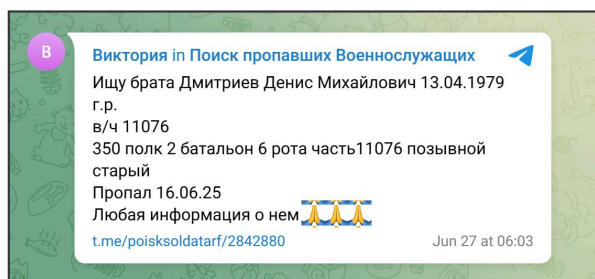 В
Виктория in Поиск пропавших Военнослужащих
Ищу брата Дмитриев Денис Михайлович 13.04.1979
г.р.
в/ч 11076
350 полк 2 батальон 6 рота часть11076 позывной
старый
Пропал 16.06.25
Любая информация о нем🙏🙏🙏
t.me/poisksoldatarf/2842880
Jun 27 at 06:03